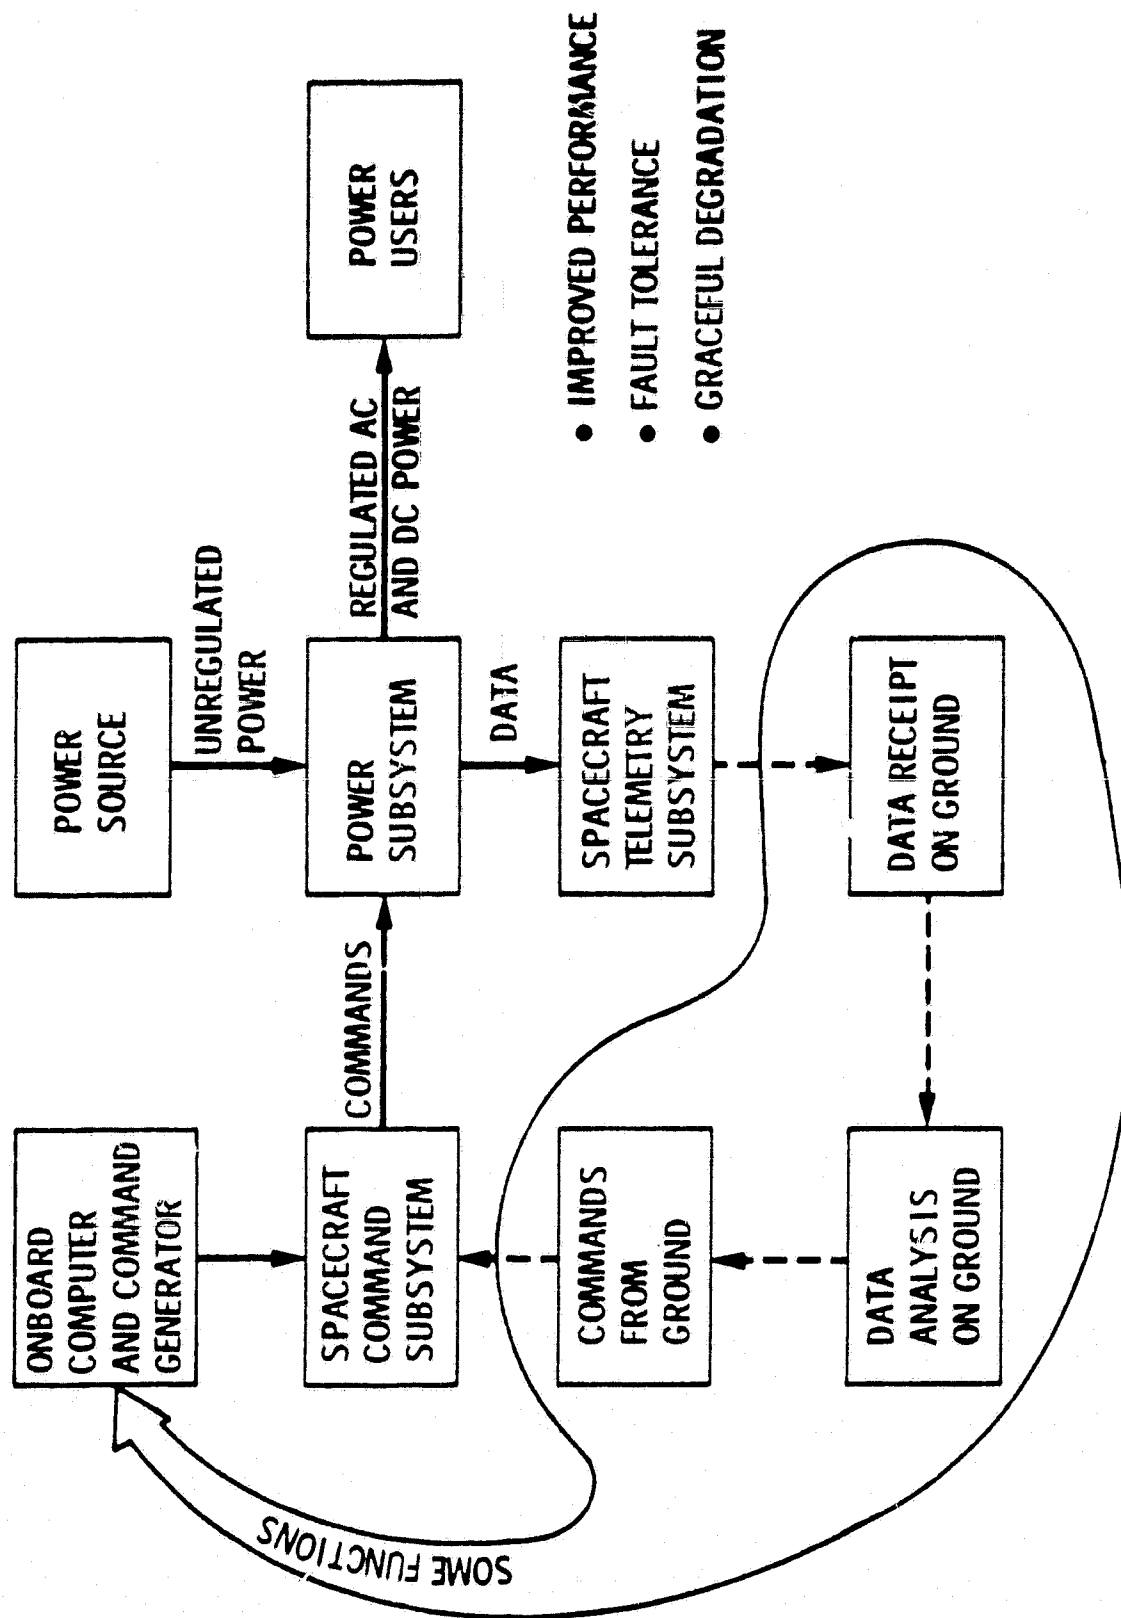 ONBOARD
COMPUTER
AND COMMAND
GENERATOR
POWER
SOURCE
UNREGULATED
POWER
SPACECRAFT
COMMAND
SUBSYSTEM
COMMANDS
POWER
SUBSYSTEM
REGULATED AC
AND DC POWER
POWER
USERS
SOME FUNCTIONS
DATA
COMMANDS
FROM
GROUND
SPACECRAFT
TELEMETRY
SUBSYSTEM
DATA
ANALYSIS
ON GROUND
DATA RECEIPT
ON GROUND
• IMPROVED PERFORMANCE
• FAULT TOLERANCE
• GRACEFUL DEGRADATION